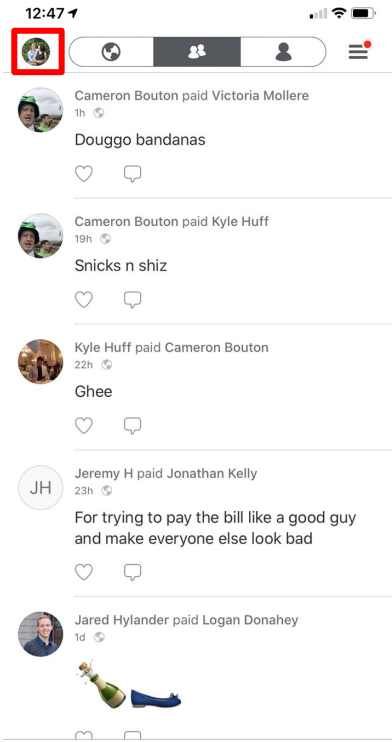 12:47
Cameron Bouton paid Victoria Mollere
1h
Douggo bandanas
Cameron Bouton paid Kyle Huff
19h
Snicks n shiz
Kyle Huff paid Cameron Bouton
22h
Ghee
JH
Jeremy H paid Jonathan Kelly
23h
For trying to pay the bill like a good guy
and make everyone else look bad
Jared Hylander paid Logan Donahey
1d